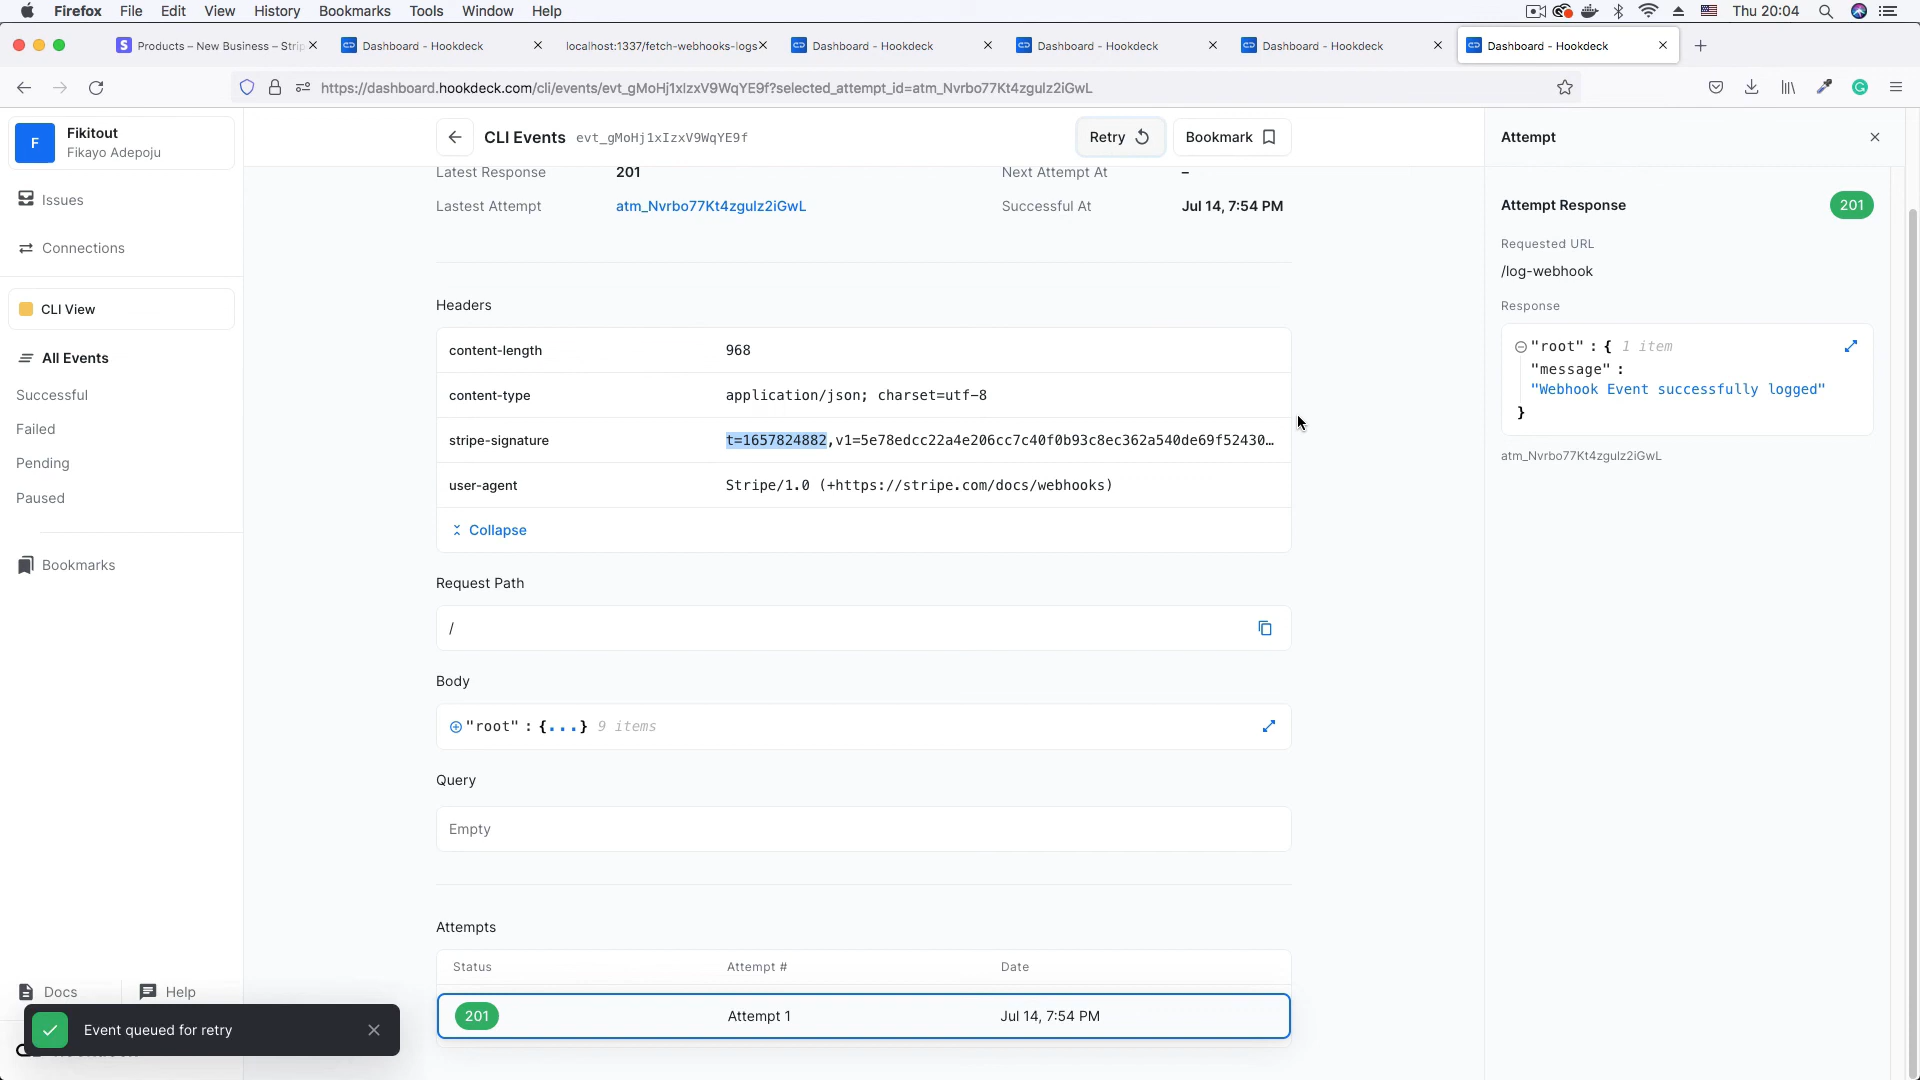 Firefox File Edit View History Bookmarks Tools Window Help Thu 20:04
Products – New Business – Strip Dashboard - Hookdeck localhost:1337/fetch-webhooks-logs Dashboard - Hookdeck Dashboard - Hookdeck Dashboard - Hookdeck Dashboard - Hookdeck
https://dashboard.hookdeck.com/cli/events/evt_gMoHj1xIzxV9WqYE9f?selected_attempt_id=atm_Nvrbo77Kt4zgulz2iGwL
F
Fikitout
Fikayo Adepoju
Issues
Connections
CLI View
All Events
Successful
Failed
Pending
Paused
Bookmarks
Docs
Help
Event queued for retry
CLI Events evt_gMoHj1xIzxV9WqYE9f
Retry
Bookmark
Latest Response 201 Next Attempt At –
Lastest Attempt atm_Nvrbo77Kt4zgulz2iGwL Successful At Jul 14, 7:54 PM
Headers
content-length 968
content-type application/json; charset=utf-8
stripe-signature t=1657824882,v1=5e78edcc22a4e206cc7c40f0b93c8ec362a540de69f52430…
user-agent Stripe/1.0 (+https://stripe.com/docs/webhooks)
Collapse
Request Path
/
Body
"root" : {...} 9 items
Query
Empty
Attempts
Status Attempt # Date
201 Attempt 1 Jul 14, 7:54 PM
Attempt
Attempt Response 201
Requested URL
/log-webhook
Response
"root" : { 1 item
"message" :
"Webhook Event successfully logged"
}
atm_Nvrbo77Kt4zgulz2iGwL